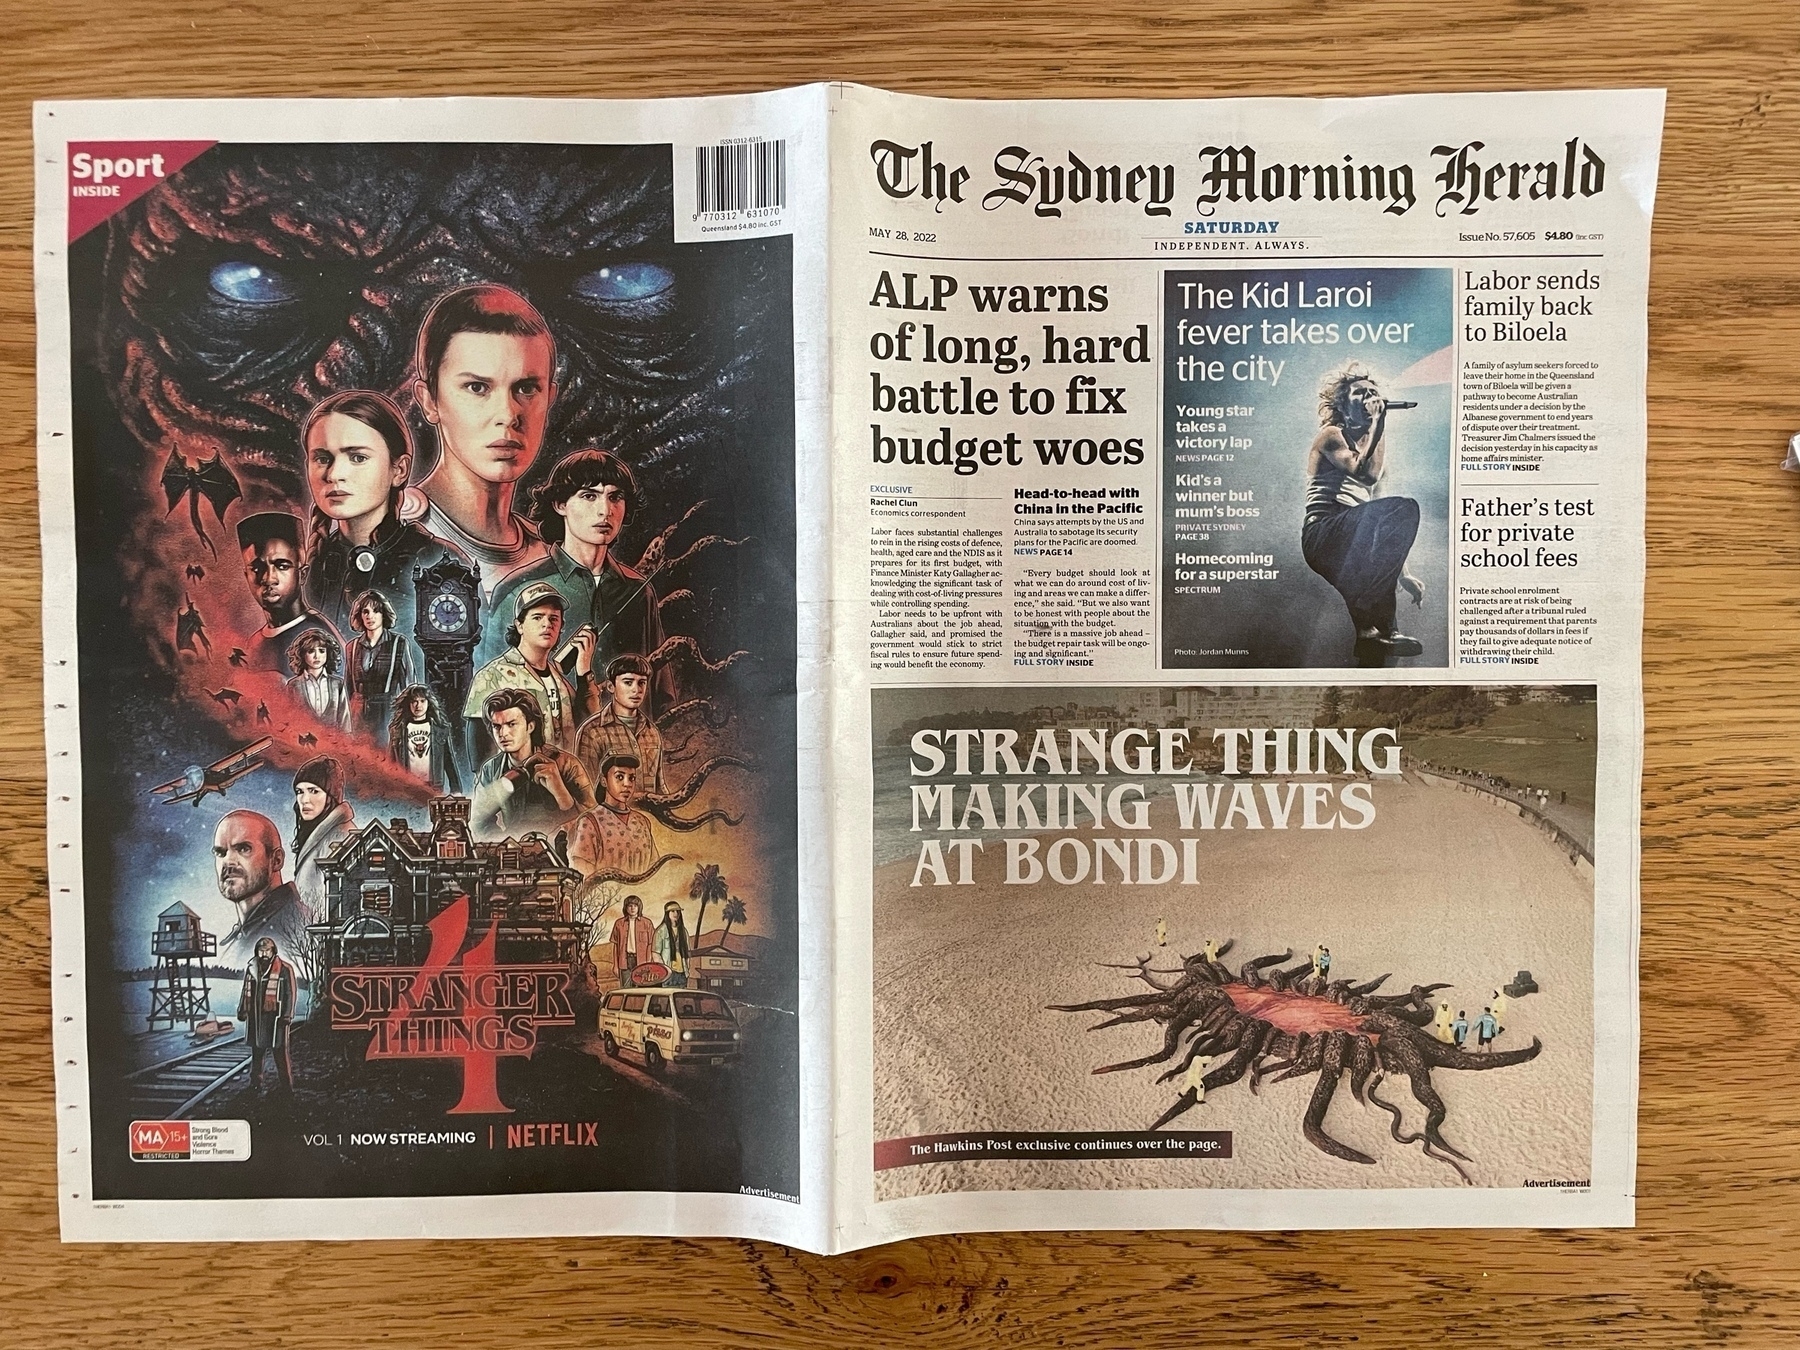 Sport
INSIDE
ISSN 0312-6315
9 770312 631070
Queensland $4.80 inc. GST
HELLFIRE
CLUB
pizza
4
STRANGER
THINGS
MA 15+
RESTRICTED
Strong Blood
and Gore
Violence
Horror Themes
VOL 1 NOW STREAMING | NETFLIX
Advertisement
The Sydney Morning Herald
MAY 28, 2022
SATURDAY
INDEPENDENT. ALWAYS.
Issue No. 57,605 $4.80 (inc GST)
ALP warns
of long, hard
battle to fix
budget woes
EXCLUSIVE
Rachel Clun
Economics correspondent
Labor faces substantial challenges
to rein in the rising costs of defence,
health, aged care and the NDIS as it
prepares for its first budget, with
Finance Minister Katy Gallagher ac-
knowledging the significant task of
dealing with cost-of-living pressures
while controlling spending.
Labor needs to be upfront with
Australians about the job ahead,
Gallagher said, and promised the
government would stick to strict
fiscal rules to ensure future spend-
ing would benefit the economy.
Head-to-head with
China in the Pacific
China says attempts by the US and
Australia to sabotage its security
plans for the Pacific are doomed.
NEWS PAGE 14
“Every budget should look at
what we can do around cost of liv-
ing and areas we can make a differ-
ence,” she said. “But we also want
to be honest with people about the
situation with the budget.
“There is a massive job ahead –
the budget repair task will be ongo-
ing and significant.”
FULL STORY INSIDE
The Kid Laroi
fever takes over
the city
Young star
takes a
victory lap
NEWS PAGE 12
Kid's a
winner but
mum's boss
PRIVATE SYDNEY
PAGE 38
Homecoming
for a superstar
SPECTRUM
Photo: Jordan Munns
Labor sends
family back
to Biloela
A family of asylum seekers forced to
leave their home in the Queensland
town of Biloela will be given a
pathway to become Australian
residents under a decision by the
Albanese government to end years
of dispute over their treatment.
Treasurer Jim Chalmers issued the
decision yesterday in his capacity as
home affairs minister.
FULL STORY INSIDE
Father’s test
for private
school fees
Private school enrolment
contracts are at risk of being
challenged after a tribunal ruled
against a requirement that parents
pay thousands of dollars in fees if
they fail to give adequate notice of
withdrawing their child.
FULL STORY INSIDE
STRANGE THING
MAKING WAVES
AT BONDI
The Hawkins Post exclusive continues over the page.
Advertisement